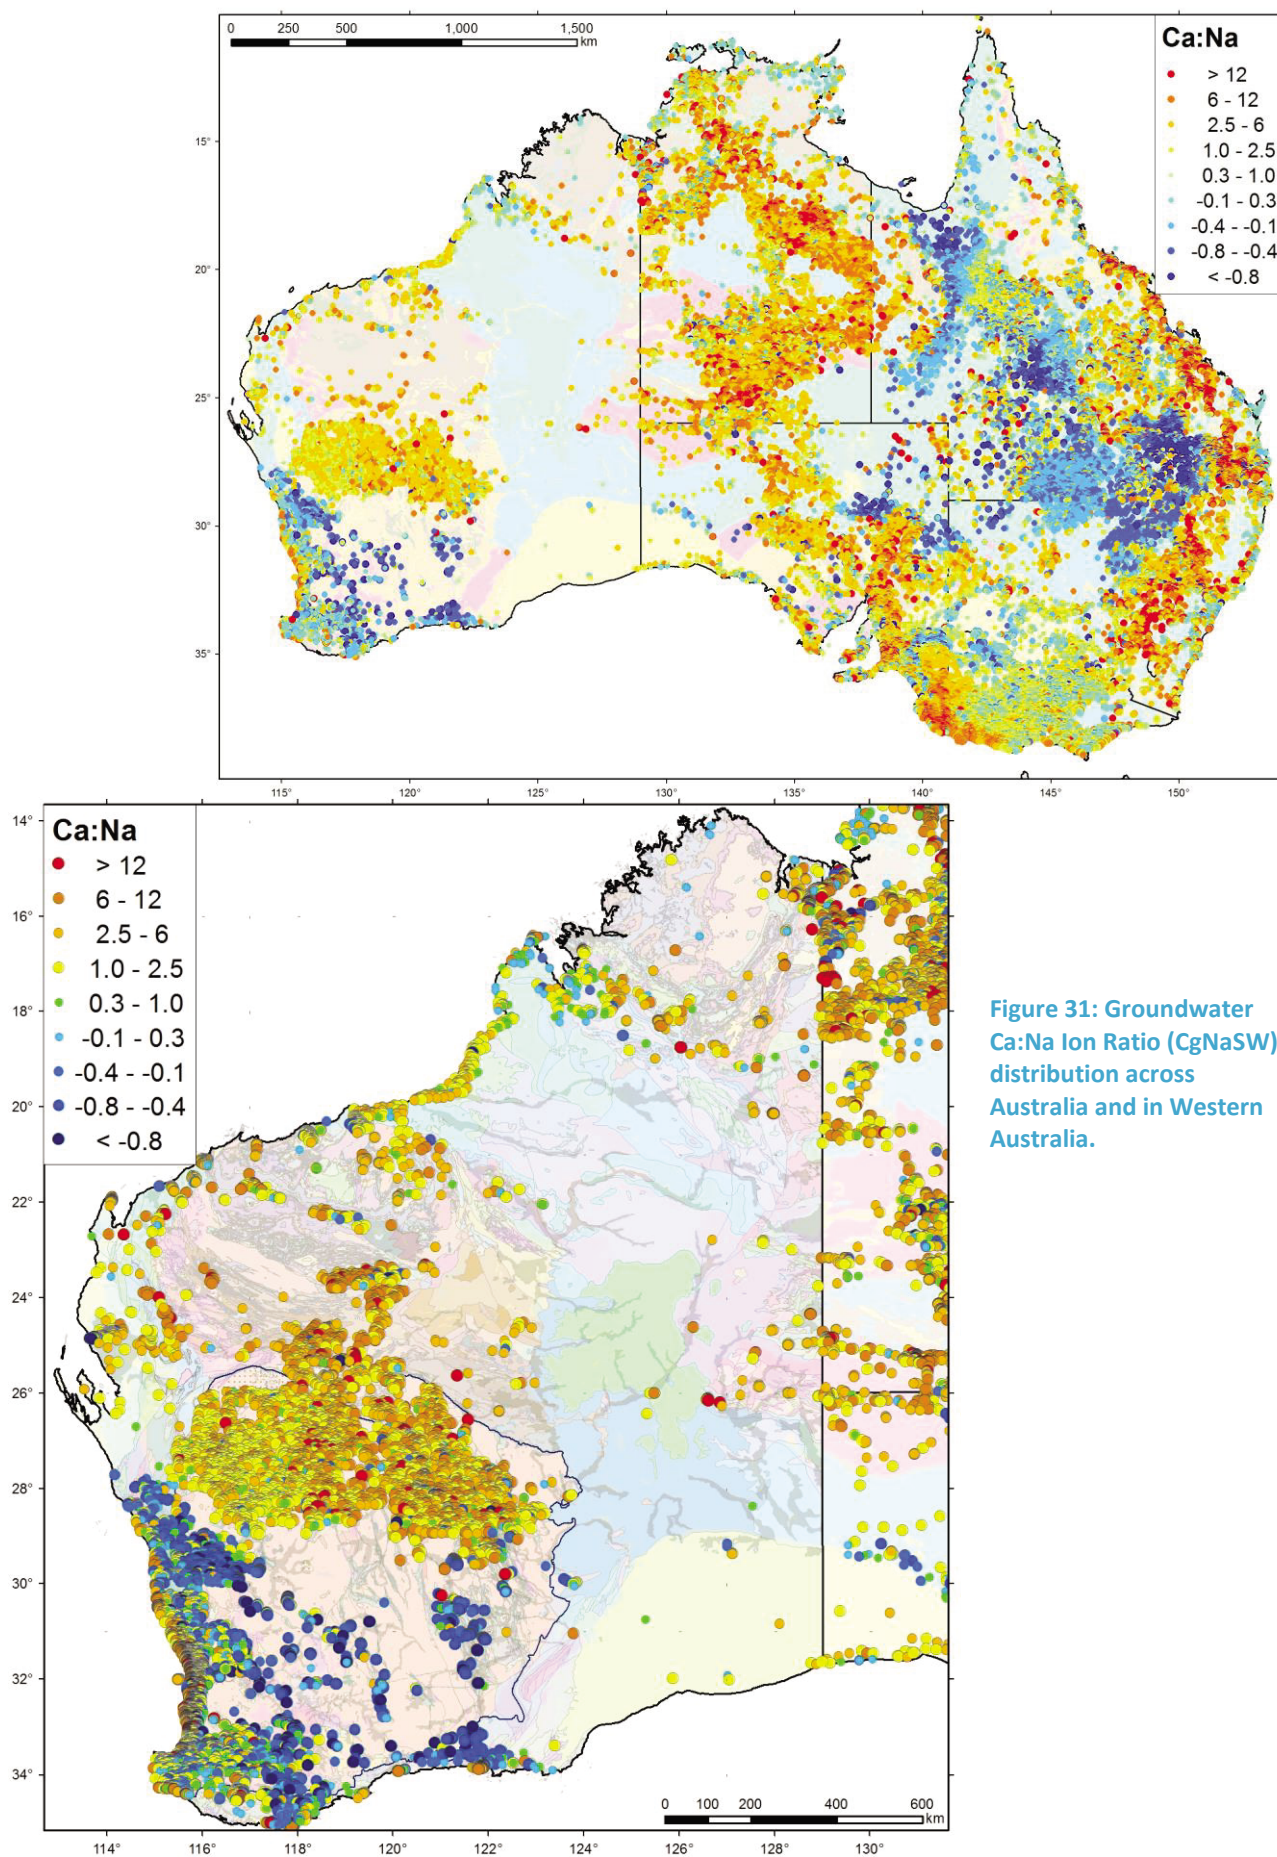 0 250 500 1,000 1,500
km
Ca:Na
> 12
6 - 12
2.5 - 6
1.0 - 2.5
0.3 - 1.0
-0.1 - 0.3
-0.4 - -0.1
-0.8 - -0.4
< -0.8
15°
20°
25°
30°
35°
115° 120° 125° 130° 135° 140° 145° 150°
Ca:Na
> 12
6 - 12
2.5 - 6
1.0 - 2.5
0.3 - 1.0
-0.1 - 0.3
-0.4 - -0.1
-0.8 - -0.4
< -0.8
14°
16°
18°
20°
22°
24°
26°
28°
30°
32°
34°
Figure 31: Groundwater
Ca:Na Ion Ratio (CgNaSW)
distribution across
Australia and in Western
Australia.
0 100 200 400 600
km
114° 116° 118° 120° 122° 124° 126° 128° 130°